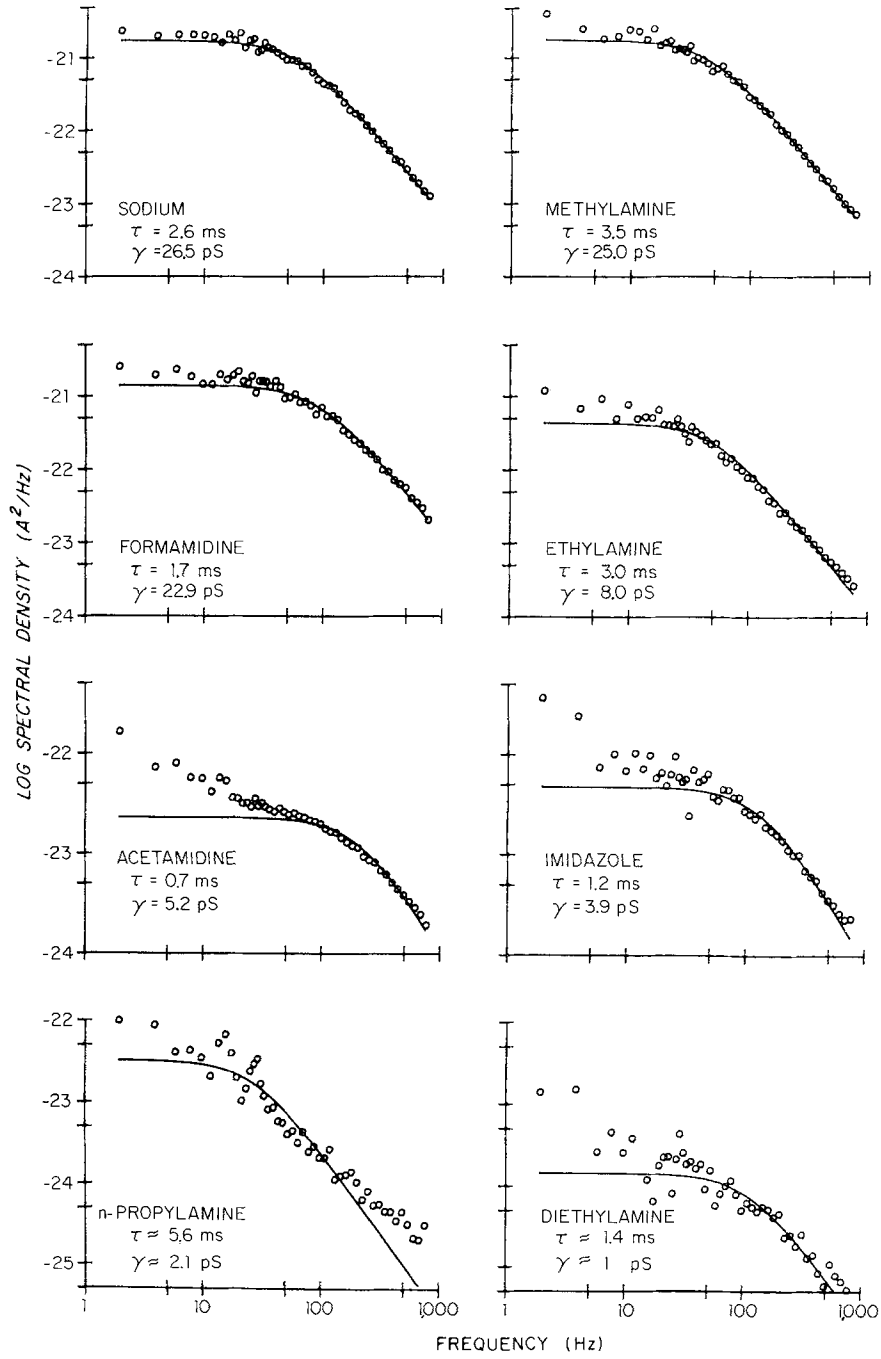 LOG SPECTRAL DENSITY (A²/Hz)
-21
-22
-23
-24
SODIUM
τ = 2.6 ms
γ = 26.5 pS
METHYLAMINE
τ = 3.5 ms
γ = 25.0 pS
-21
-22
-23
-24
FORMAMIDINE
τ = 1.7 ms
γ = 22.9 pS
ETHYLAMINE
τ = 3.0 ms
γ = 8.0 pS
-22
-23
-24
ACETAMIDINE
τ = 0.7 ms
γ = 5.2 pS
IMIDAZOLE
τ = 1.2 ms
γ = 3.9 pS
-22
-23
-24
-25
n-PROPYLAMINE
τ ≈ 5.6 ms
γ ≈ 2.1 pS
1 10 100 1,000
DIETHYLAMINE
τ ≈ 1.4 ms
γ ≈ 1 pS
1 10 100 1,000
FREQUENCY (Hz)